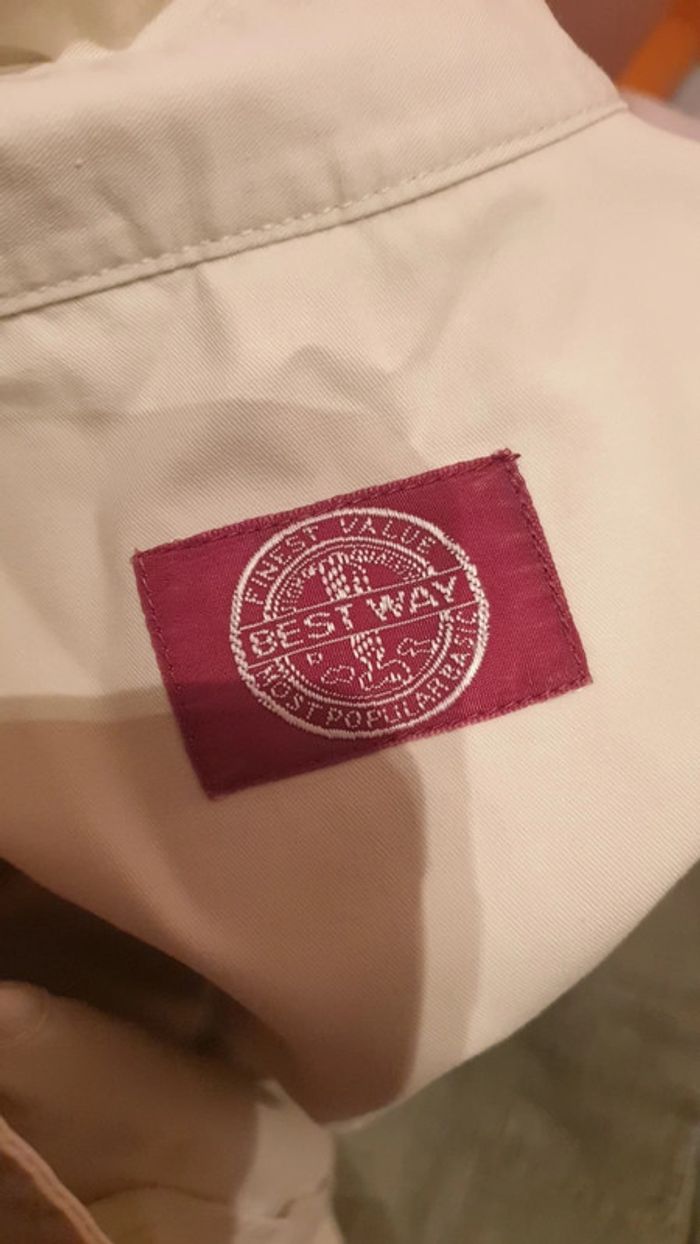 FINEST VALUE
BEST WAY
MOST POPULAR BASIC